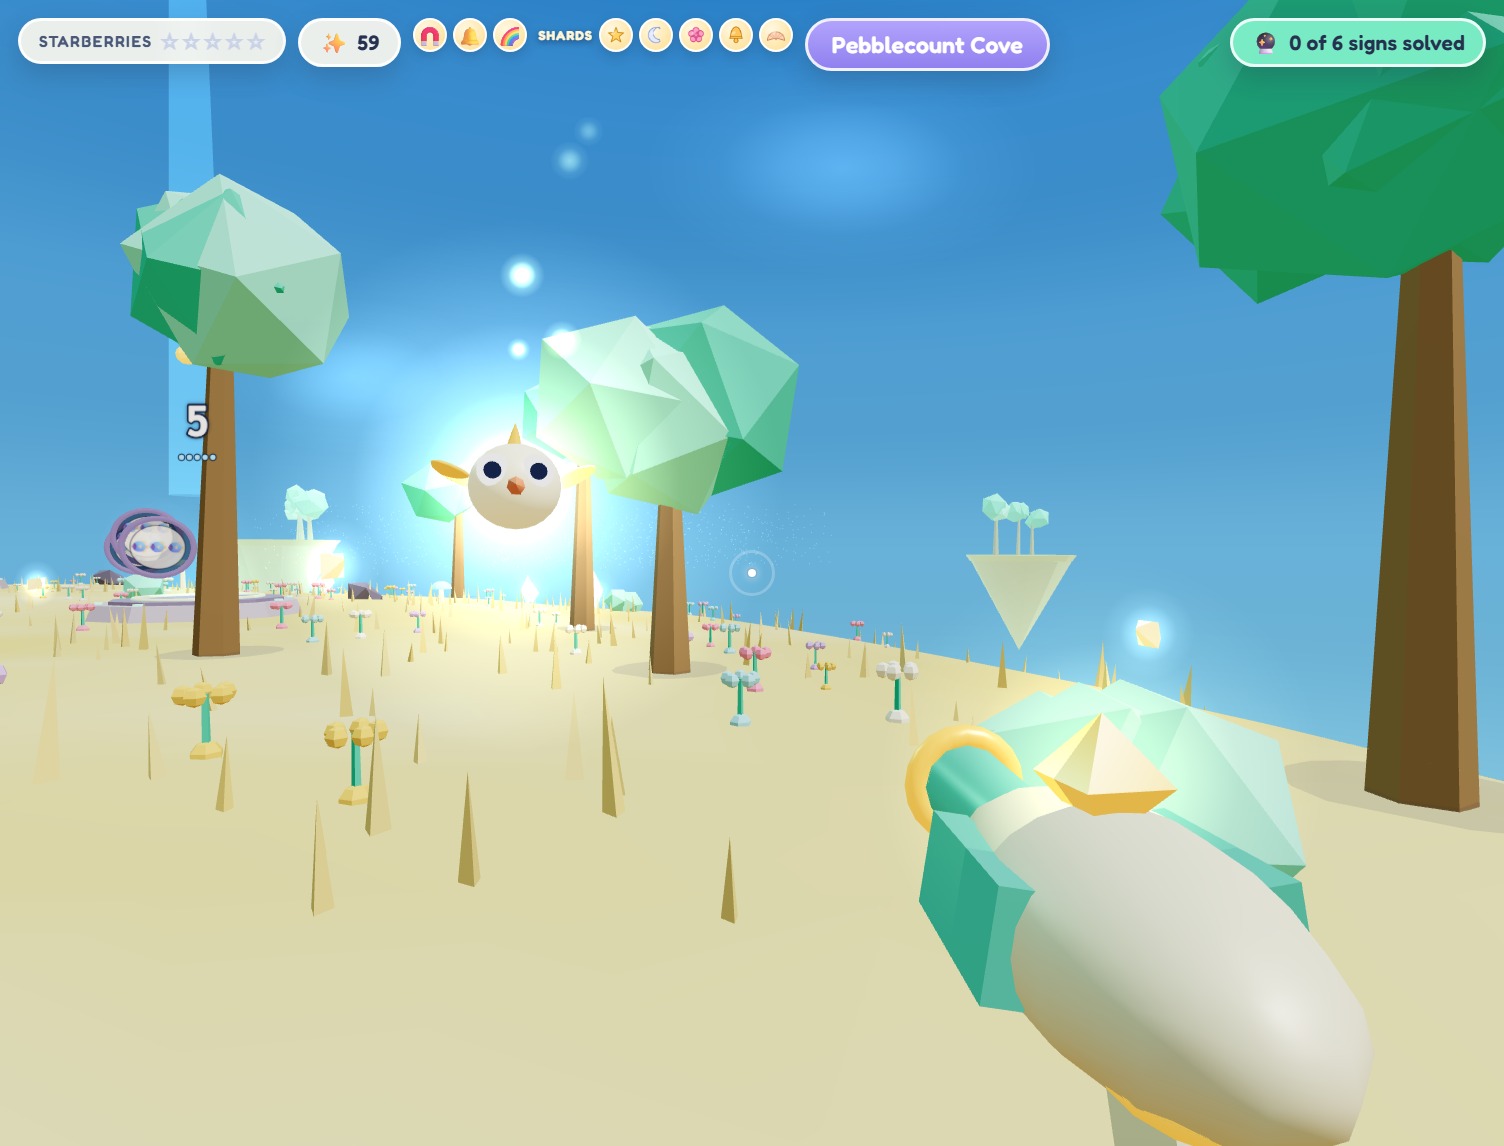 STARBERRIES
59
SHARDS
Pebblecount Cove
0 of 6 signs solved
5